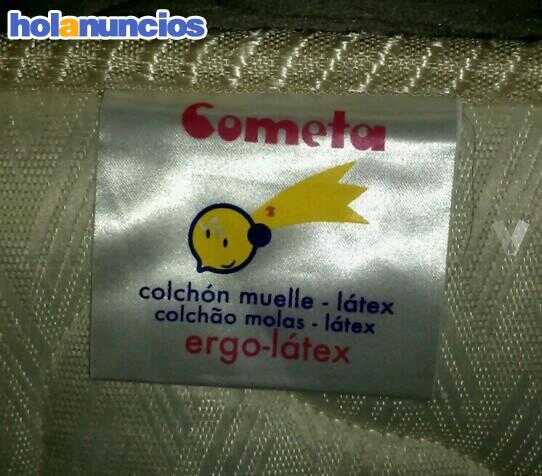 holanuncios
Cometa
colchón muelle - látex
colchão molas - látex
ergo-látex